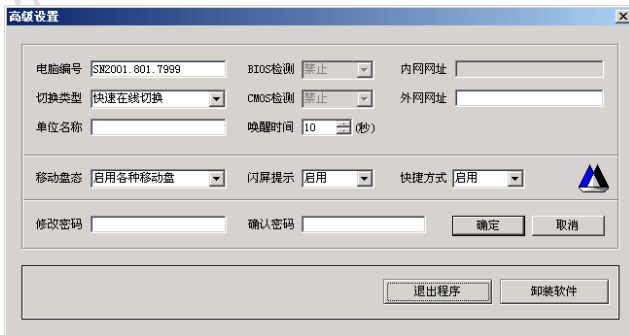 高级设置
电脑编号 SN2001.801.7999 BIOS检测 禁止 内网网址
切换类型 快速在线切换 CMOS检测 禁止 外网网址
单位名称 唤醒时间 10 (秒)
移动盘态 启用各种移动盘 闪屏提示 启用 快捷方式 启用
修改密码 确认密码 确定 取消
退出程序 卸装软件